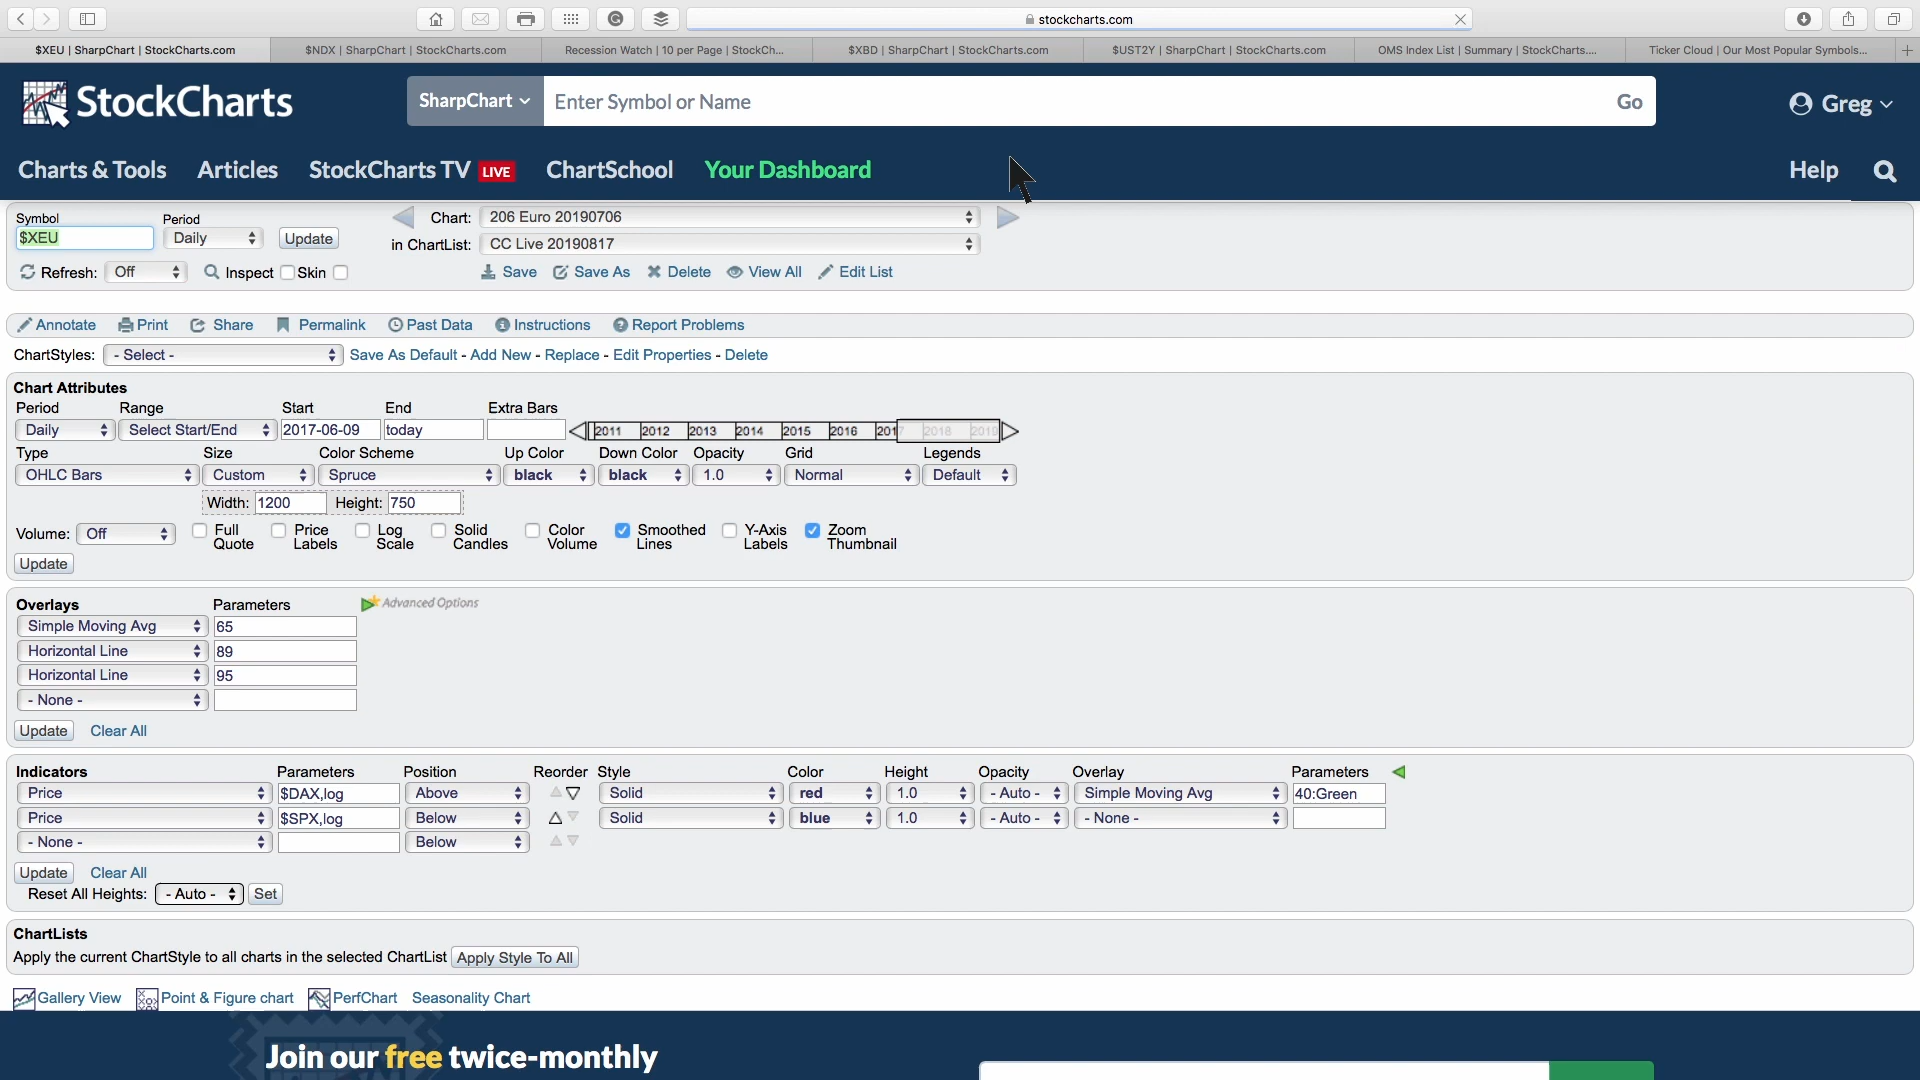 stockcharts.com
$XEU | SharpChart | StockCharts.com
$NDX | SharpChart | StockCharts.com
Recession Watch | 10 per Page | StockCh...
$XBD | SharpChart | StockCharts.com
$UST2Y | SharpChart | StockCharts.com
OMS Index List | Summary | StockCharts....
Ticker Cloud | Our Most Popular Symbols...
StockCharts
SharpChart Enter Symbol or Name Go
Greg
Charts & Tools Articles StockCharts TV LIVE ChartSchool Your Dashboard Help
Symbol Period
$XEU Daily Update
Chart: 206 Euro 20190706
in ChartList: CC Live 20190817
Refresh: Off Inspect Skin
Save Save As Delete View All Edit List
Annotate Print Share Permalink Past Data Instructions Report Problems
ChartStyles: - Select - Save As Default - Add New - Replace - Edit Properties - Delete
Chart Attributes
Period Range Start End Extra Bars
Daily Select Start/End 2017-06-09 today 2011 2012 2013 2014 2015 2016 2017 2018 2019
Type Size Color Scheme Up Color Down Color Opacity Grid Legends
OHLC Bars Custom Spruce black black 1.0 Normal Default
Width: 1200 Height: 750
Volume: Off Full Quote Price Labels Log Scale Solid Candles Color Volume Smoothed Lines Y-Axis Labels Zoom Thumbnail
Update
Overlays Parameters Advanced Options
Simple Moving Avg 65
Horizontal Line 89
Horizontal Line 95
- None -
Update Clear All
Indicators Parameters Position Reorder Style Color Height Opacity Overlay Parameters
Price $DAX,log Above Solid red 1.0 - Auto - Simple Moving Avg 40:Green
Price $SPX,log Below Solid blue 1.0 - Auto - - None -
- None - Below
Update Clear All
Reset All Heights: - Auto - Set
ChartLists
Apply the current ChartStyle to all charts in the selected ChartList Apply Style To All
Gallery View Point & Figure chart PerfChart Seasonality Chart
Join our free twice-monthly